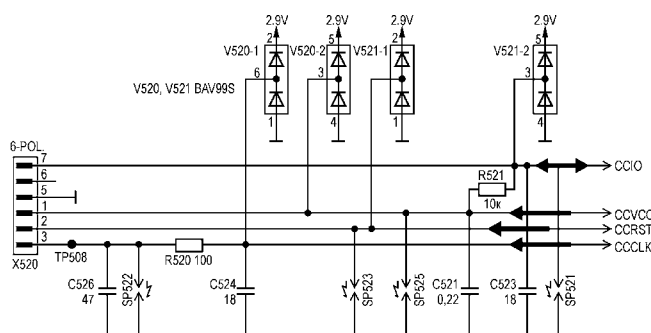 2.9V 2.9V 2.9V 2.9V
2 5 2 5
V520-1 V520-2 V521-1 V521-2
6 3 6 3
V520, V521 BAV99S
1 4 1 4
6-POL.
7
6
5
1
2
3
X520
TP508
R520 100
R521
10к
CCIO
CCVCC
CCRST
CCCLK
C526
47
SP522
C524
18
SP523
SP525
C521
0,22
C523
18
SP521